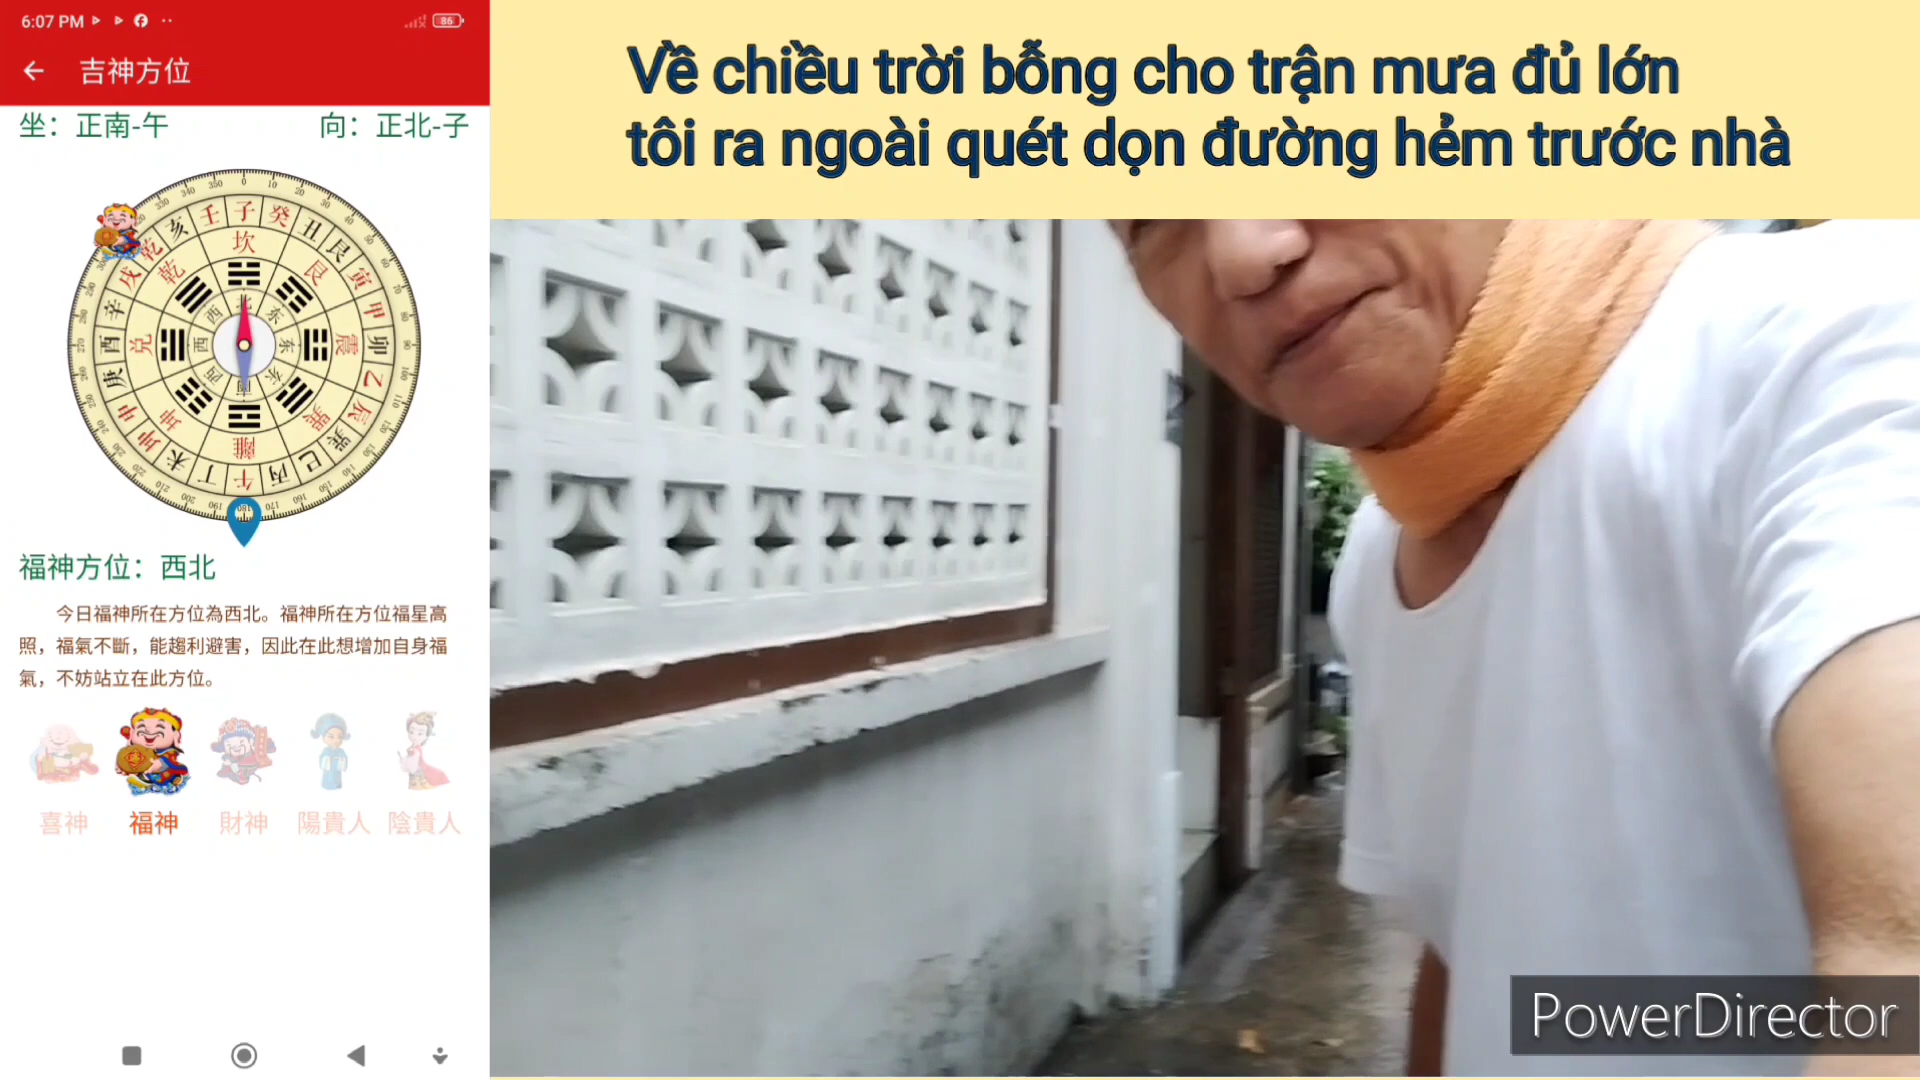 6:07 PM
86
吉神方位
坐：正南-午
向：正北-子
福神方位：西北
今日福神所在方位為西北。福神所在方位福星高
照，福氣不斷，能趨利避害，因此在此想增加自身福
氣，不妨站立在此方位。
喜神 福神 財神 陽貴人 陰貴人
Về chiều trời bỗng cho trận mưa đủ lớn
tôi ra ngoài quét dọn đường hẻm trước nhà
PowerDirector